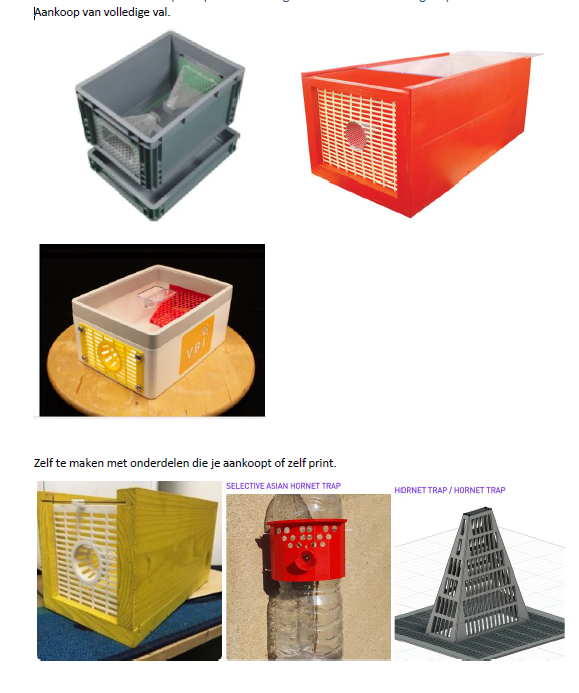 Aankoop van volledige val.
VBI
Zelf te maken met onderdelen die je aankoopt of zelf print.
SELECTIVE ASIAN HORNET TRAP
HORNET TRAP / HORNET TRAP